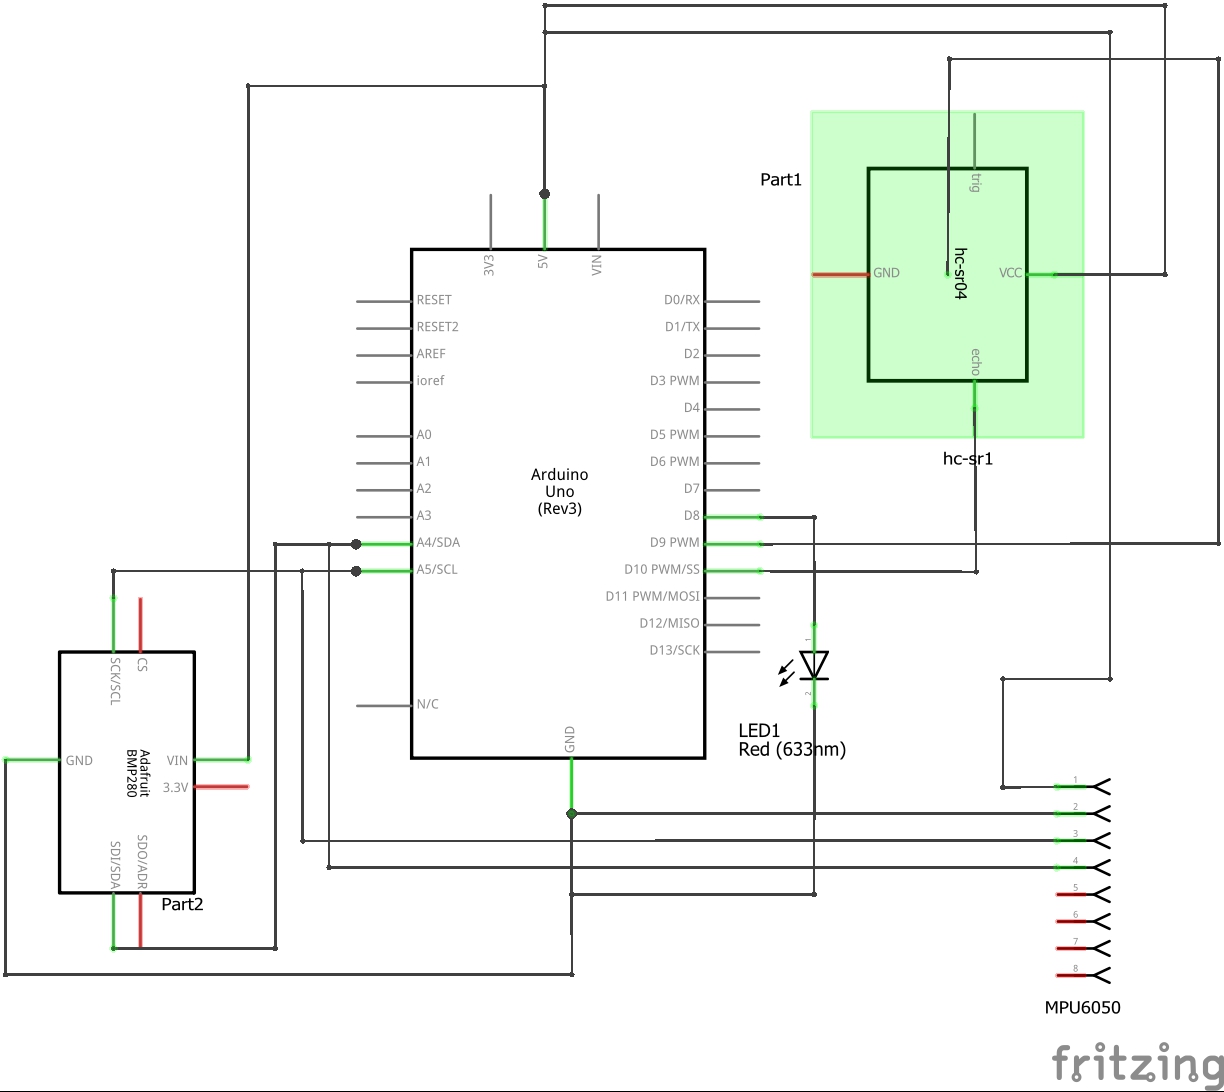 Part1
trig
hc-sr04
GND
VCC
echo
hc-sr1
3V3
5V
VIN
RESET
RESET2
AREF
ioref
A0
A1
A2
A3
A4/SDA
A5/SCL
N/C
Arduino
Uno
(Rev3)
D0/RX
D1/TX
D2
D3 PWM
D4
D5 PWM
D6 PWM
D7
D8
D9 PWM
D10 PWM/SS
D11 PWM/MOSI
D12/MISO
D13/SCK
GND
SCK/SCL
CS
GND
Adafruit
BMP280
VIN
3.3V
SDI/SDA
SDO/ADR
Part2
1
2
LED1
Red (633nm)
1
2
3
4
5
6
7
8
MPU6050
fritzing